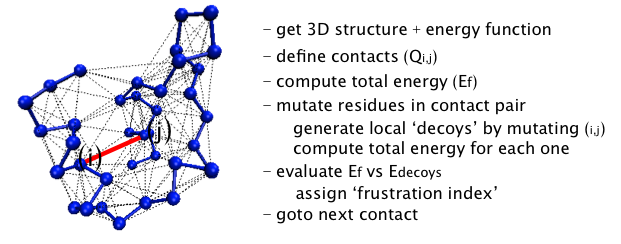 (i)
(j)
– get 3D structure + energy function
– define contacts (Qi,j)
– compute total energy (Ef)
– mutate residues in contact pair
generate local ‘decoys’ by mutating (i,j)
compute total energy for each one
– evaluate Ef vs Edecoys
assign ‘frustration index’
– goto next contact